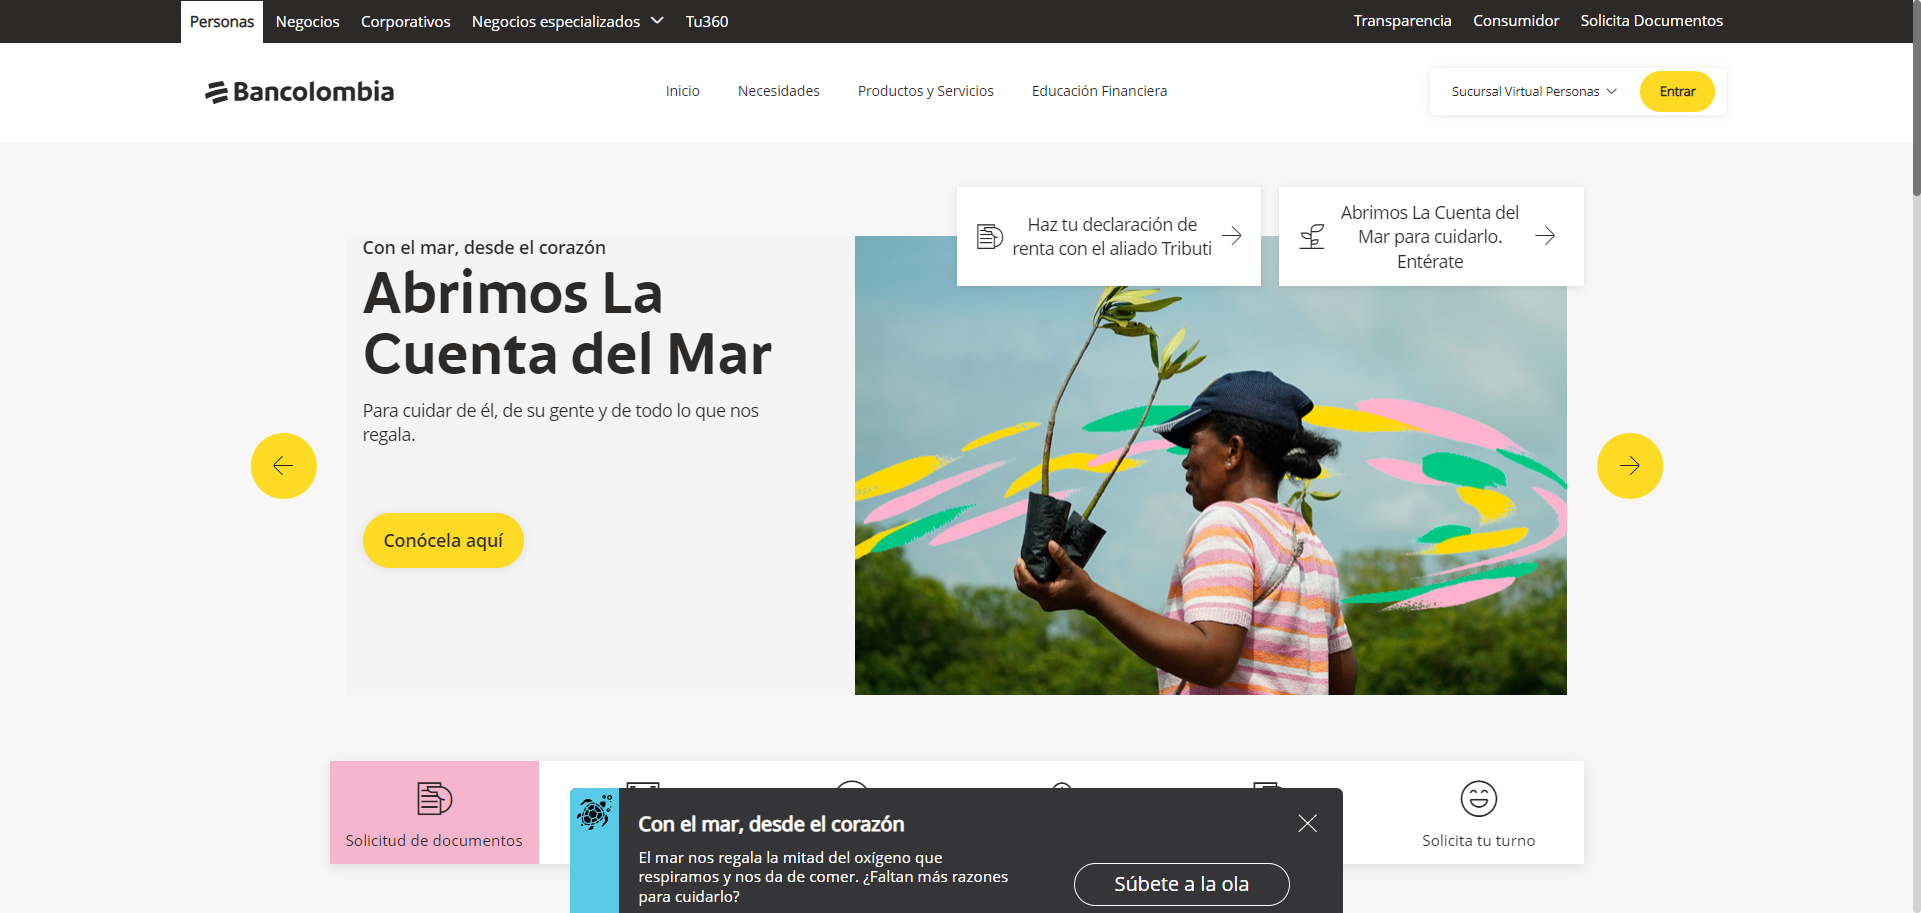 Personas
Negocios
Corporativos
Negocios especializados
Tu360
Transparencia
Consumidor
Solicita Documentos
Bancolombia
Inicio
Necesidades
Productos y Servicios
Educación Financiera
Sucursal Virtual Personas
Entrar
Haz tu declaración de
renta con el aliado Tributi
Abrimos La Cuenta del
Mar para cuidarlo.
Entérate
Con el mar, desde el corazón
Abrimos La
Cuenta del Mar
Para cuidar de él, de su gente y de todo lo que nos
regala.
Conócela aquí
Solicitud de documentos
Solicita tu turno
Con el mar, desde el corazón
El mar nos regala la mitad del oxígeno que
respiramos y nos da de comer. ¿Faltan más razones
para cuidarlo?
Súbete a la ola